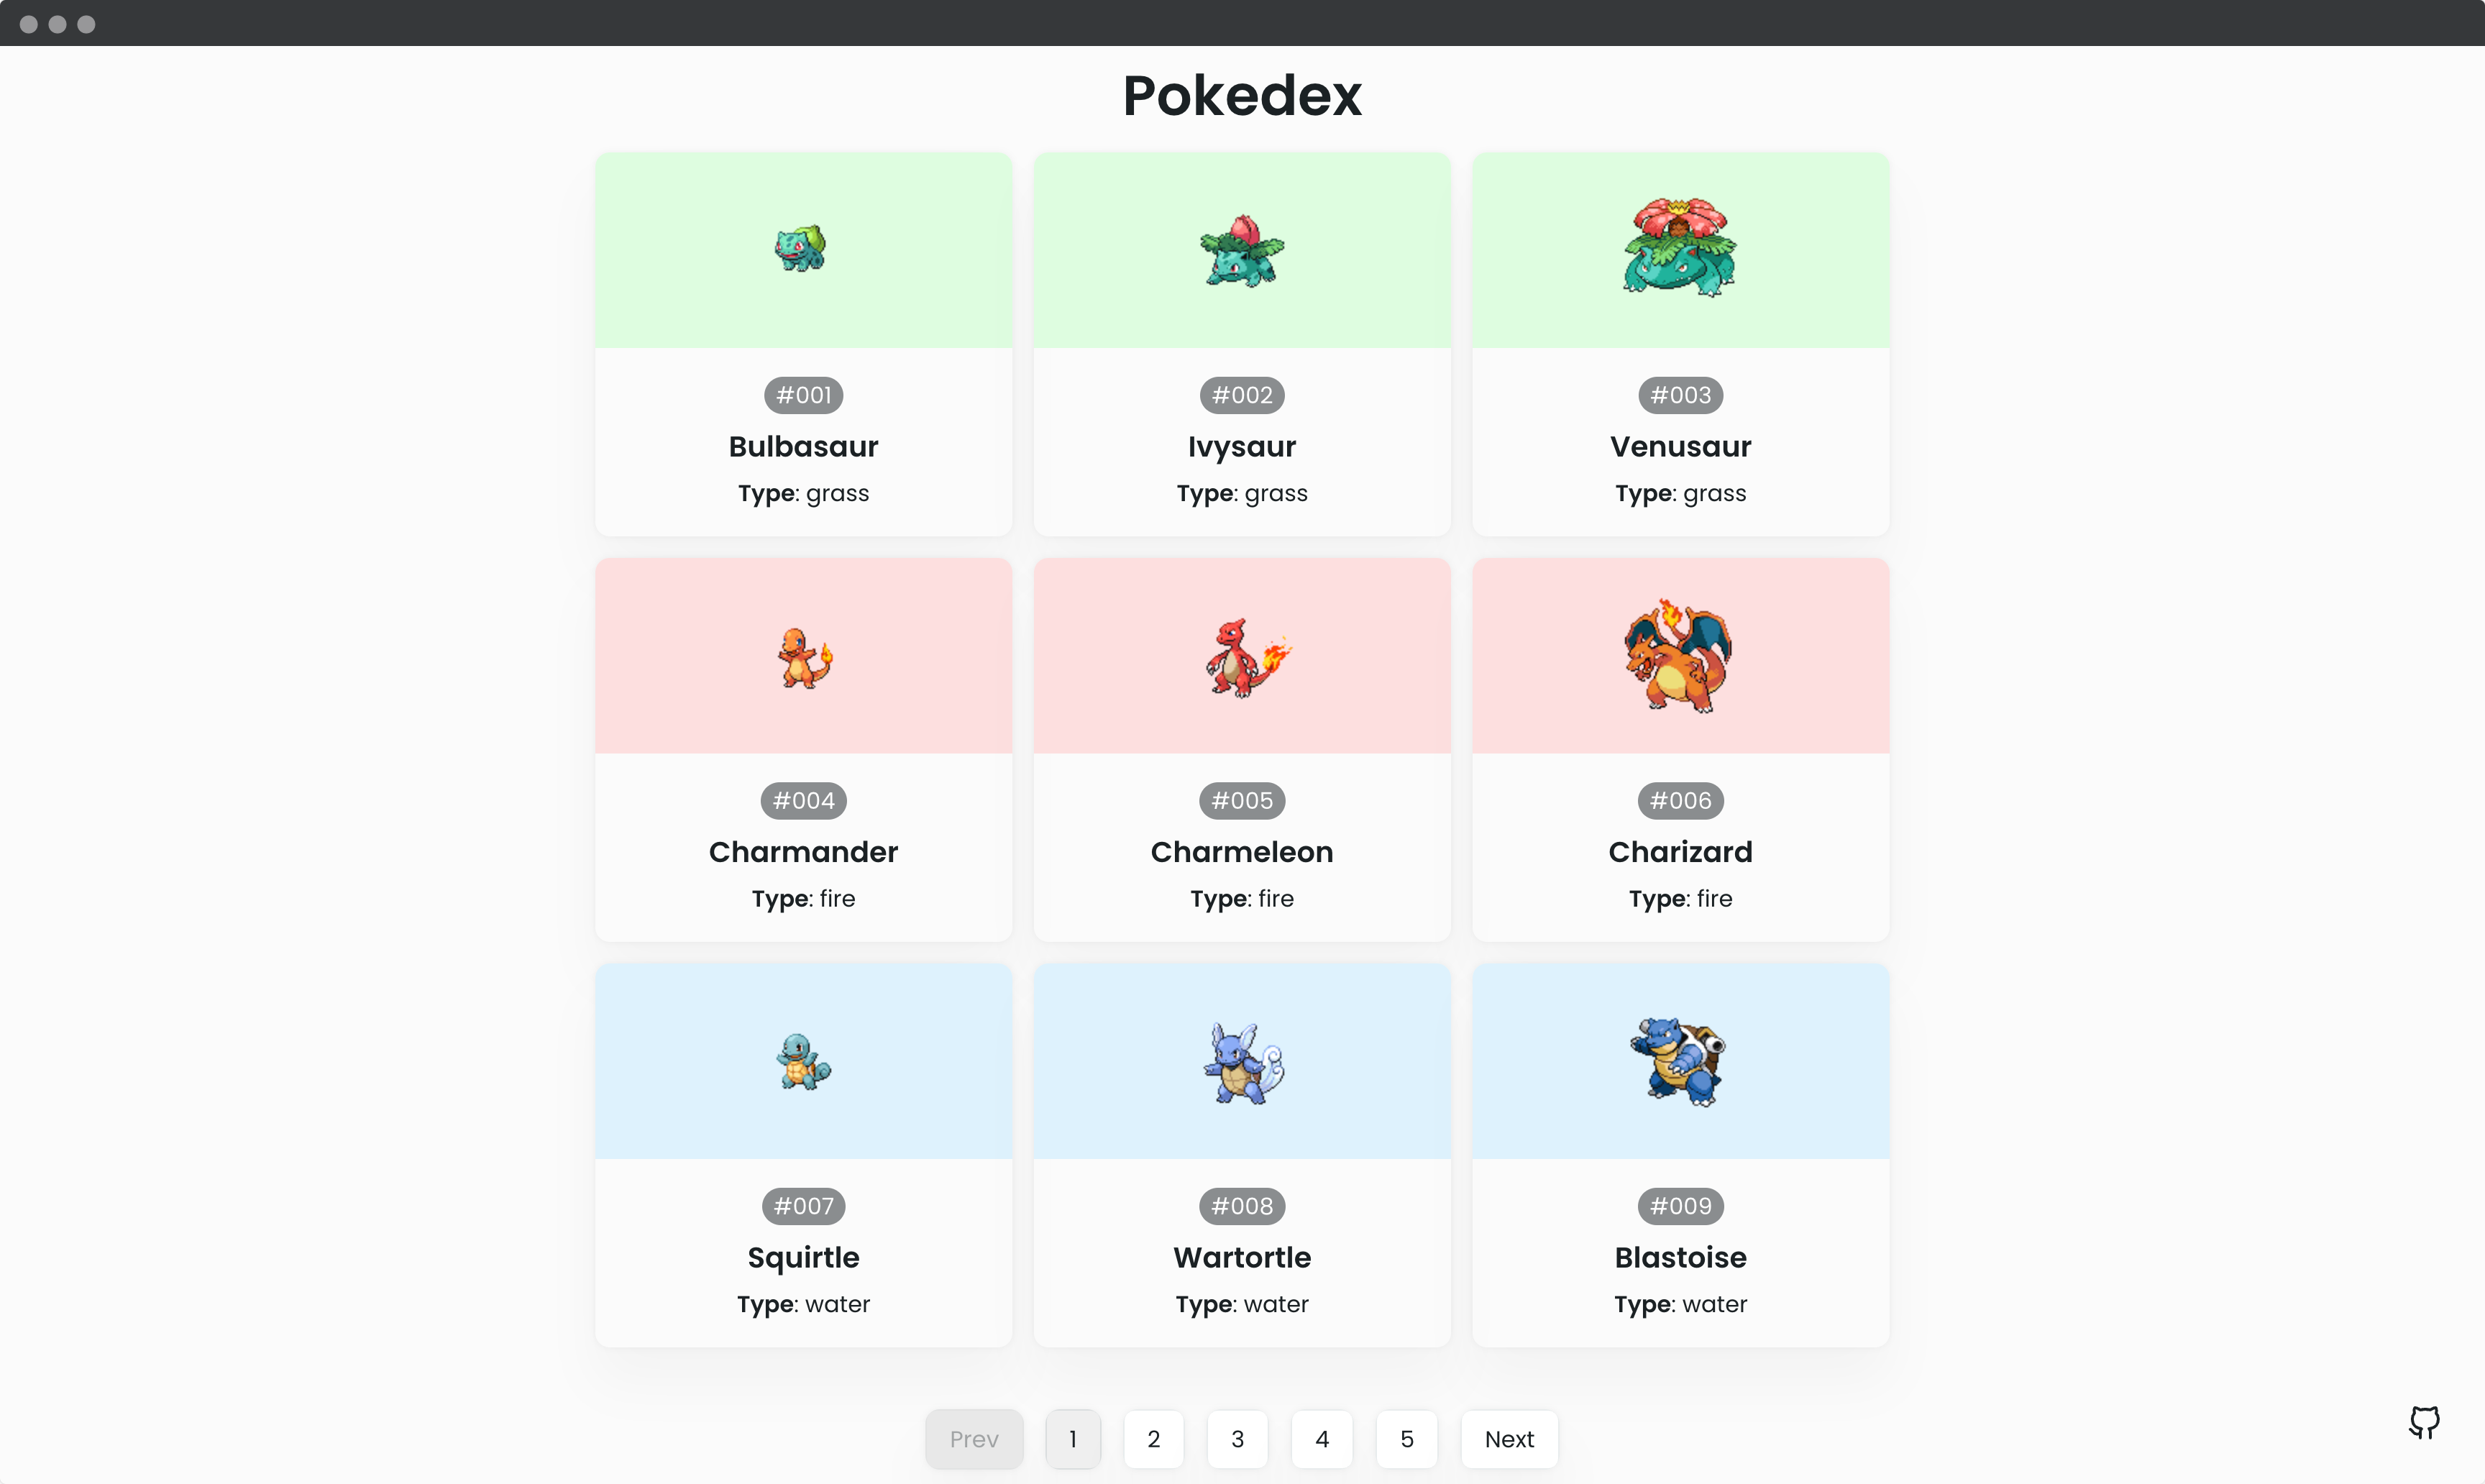 Pokedex
#001
Bulbasaur
Type: grass
#002
Ivysaur
Type: grass
#003
Venusaur
Type: grass
#004
Charmander
Type: fire
#005
Charmeleon
Type: fire
#006
Charizard
Type: fire
#007
Squirtle
Type: water
#008
Wartortle
Type: water
#009
Blastoise
Type: water
Prev 1 2 3 4 5 Next